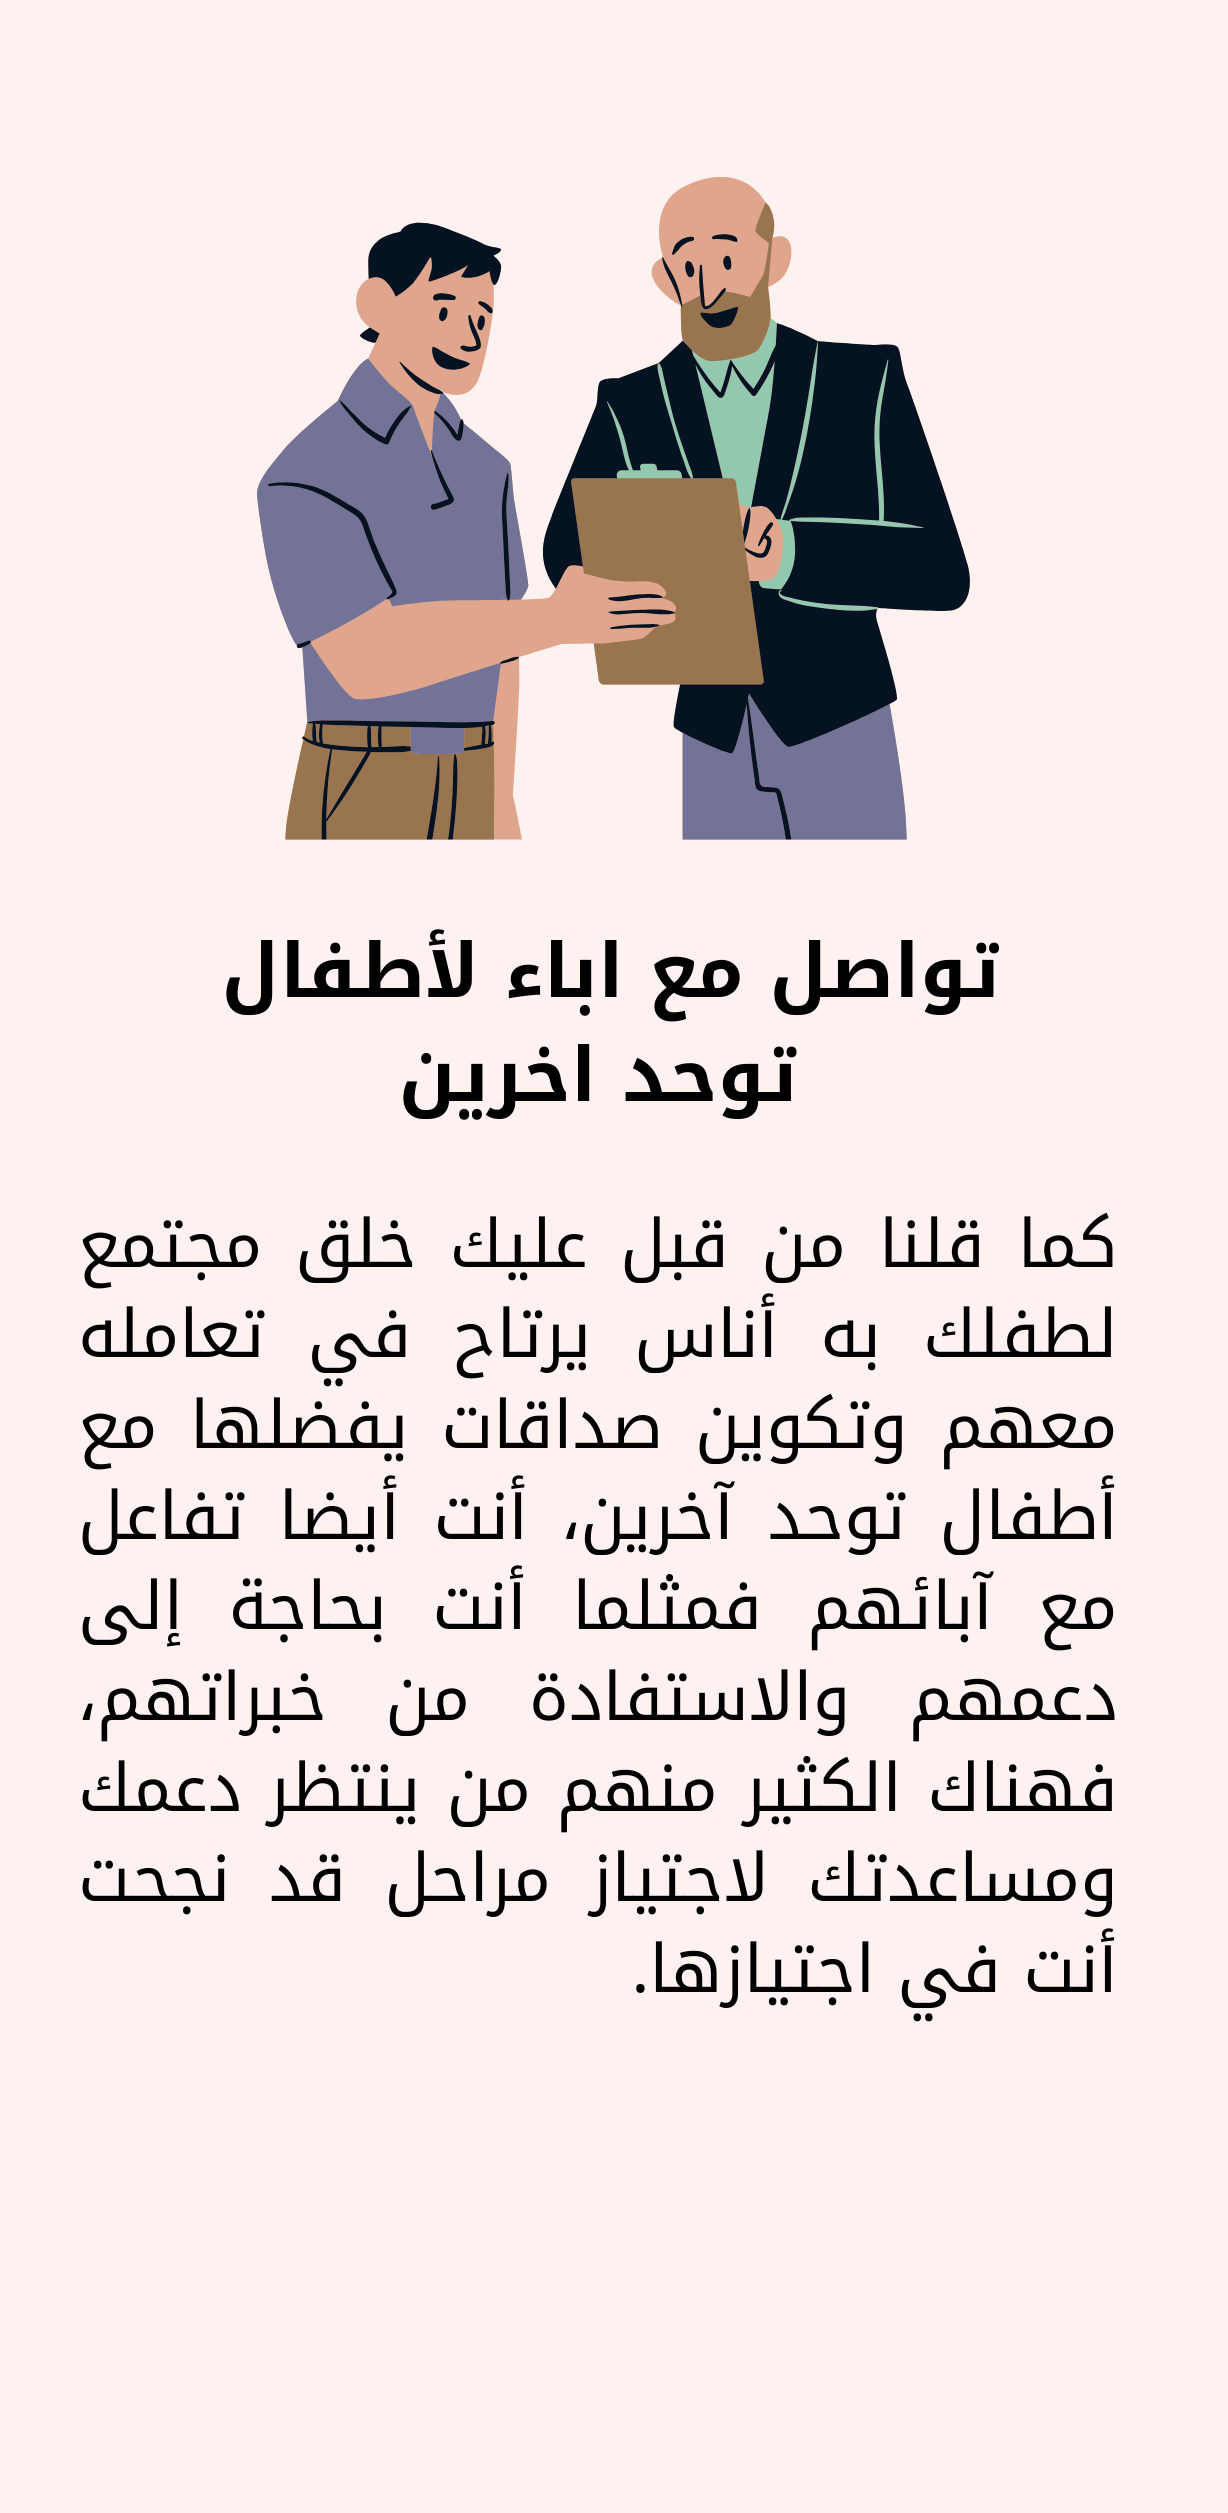 تواصل مع اباء لأطفال
توحد اخرين
كما قلنا من قبل عليك خلق مجتمع
لطفلك به أناس يرتاح في تعامله
معهم وتكوين صداقات يفضلها مع
أطفال توحد آخرين، أنت أيضا تفاعل
مع آبائهم فمثلما أنت بحاجة إلى
دعمهم والاستفادة من خبراتهم،
فهناك الكثير منهم من ينتظر دعمك
ومساعدتك لاجتياز مراحل قد نجحت
أنت في اجتيازها.